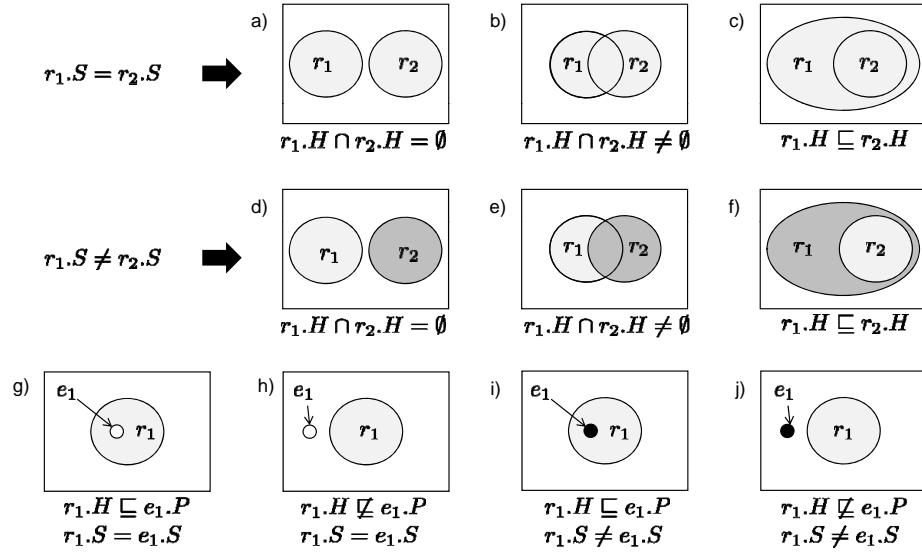 a) b) c)
r₁ r₂ r₁ r₂ r₁ r₂
r₁.S = r₂.S
r₁.H ∩ r₂.H = ∅ r₁.H ∩ r₂.H ≠ ∅ r₁.H ⊑ r₂.H
d) e) f)
r₁ r₂ r₁ r₂ r₁ r₂
r₁.S ≠ r₂.S
r₁.H ∩ r₂.H = ∅ r₁.H ∩ r₂.H ≠ ∅ r₁.H ⊑ r₂.H
g) h) i) j)
e₁ e₁ e₁ e₁
r₁ r₁ r₁ r₁
r₁.H ⊑ e₁.P r₁.H ⋢ e₁.P r₁.H ⊑ e₁.P r₁.H ⋢ e₁.P
r₁.S = e₁.S r₁.S = e₁.S r₁.S ≠ e₁.S r₁.S ≠ e₁.S